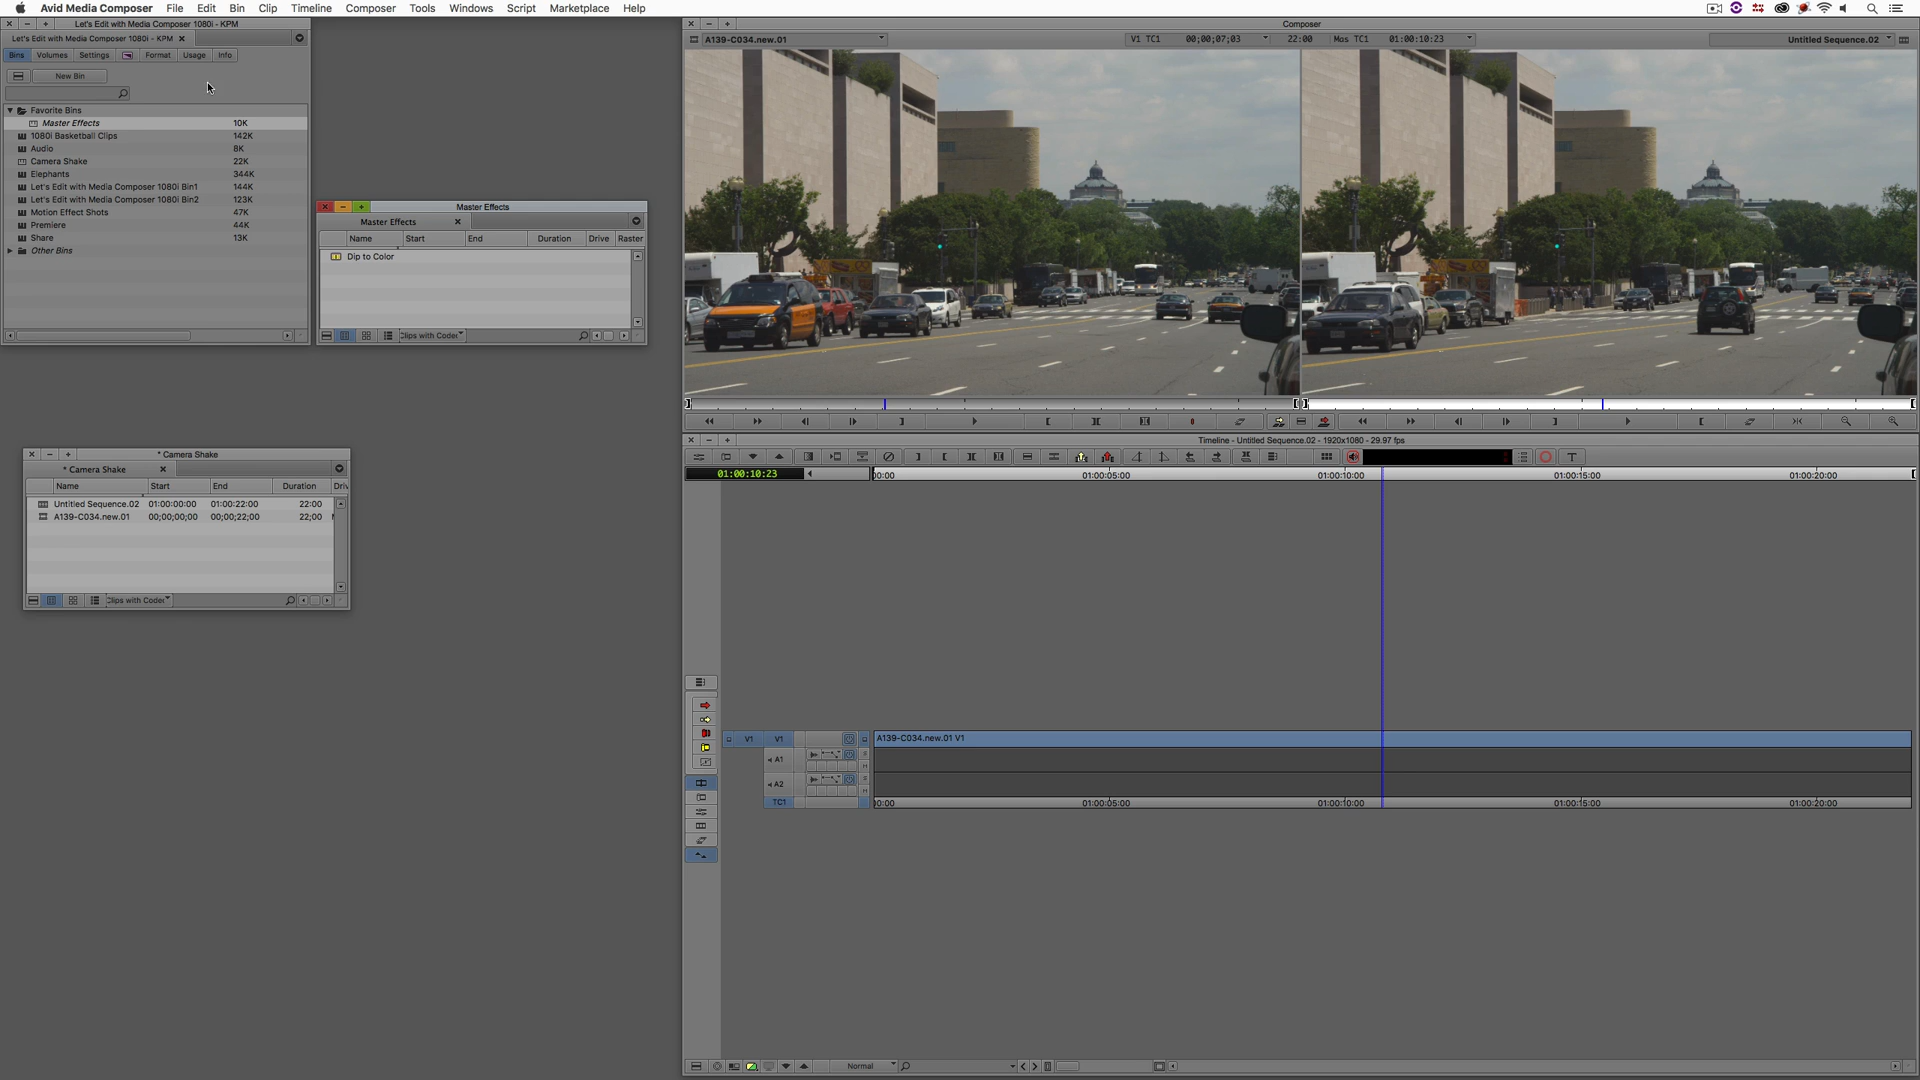 Avid Media Composer File Edit Bin Clip Timeline Composer Tools Windows Script Marketplace Help
Let's Edit with Media Composer 1080i - KPM
Let's Edit with Media Composer 1080i - KPM
Bins Volumes Settings Format Usage Info
New Bin
Favorite Bins
Master Effects 10K
1080i Basketball Clips 142K
Audio 8K
Camera Shake 22K
Elephants 344K
Let's Edit with Media Composer 1080i Bin1 144K
Let's Edit with Media Composer 1080i Bin2 123K
Motion Effect Shots 47K
Premiere 44K
Share 13K
Other Bins
Master Effects
Master Effects
Name Start End Duration Drive Raster
Dip to Color
Clips with Codec
* Camera Shake
* Camera Shake
Name Start End Duration Driv
Untitled Sequence.02 01:00:00:00 01:00:22:00 22:00
A139-C034.new.01 00;00;00;00 00;00;22;00 22;00
Clips with Codec
Composer
A139-C034.new.01 V1 TC1 00;00;07;03 22:00 Mas TC1 01:00:10:23 Untitled Sequence.02
Timeline - Untitled Sequence.02 - 1920x1080 - 29.97 fps
01:00:10:23 00:00 01:00:05:00 01:00:10:00 01:00:15:00 01:00:20:00
V1 V1 A139-C034.new.01 V1
A1
A2
TC1 00:00 01:00:05:00 01:00:10:00 01:00:15:00 01:00:20:00
Normal